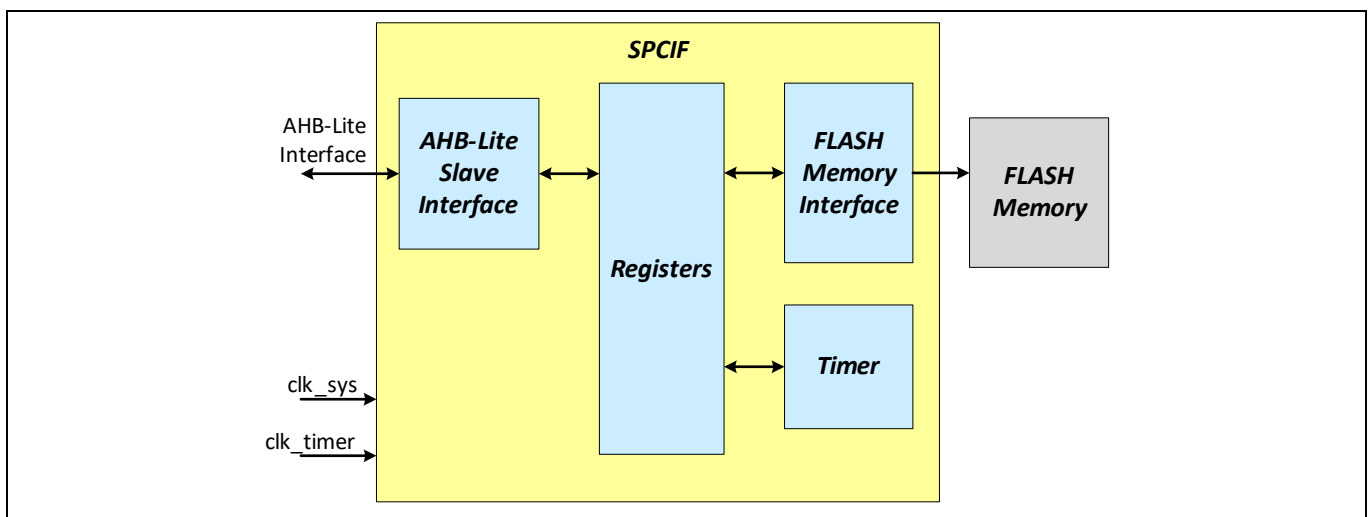 SPCIF
AHB-Lite
Interface
AHB-Lite
Slave
Interface
Registers
FLASH
Memory
Interface
FLASH
Memory
Timer
clk_sys
clk_timer